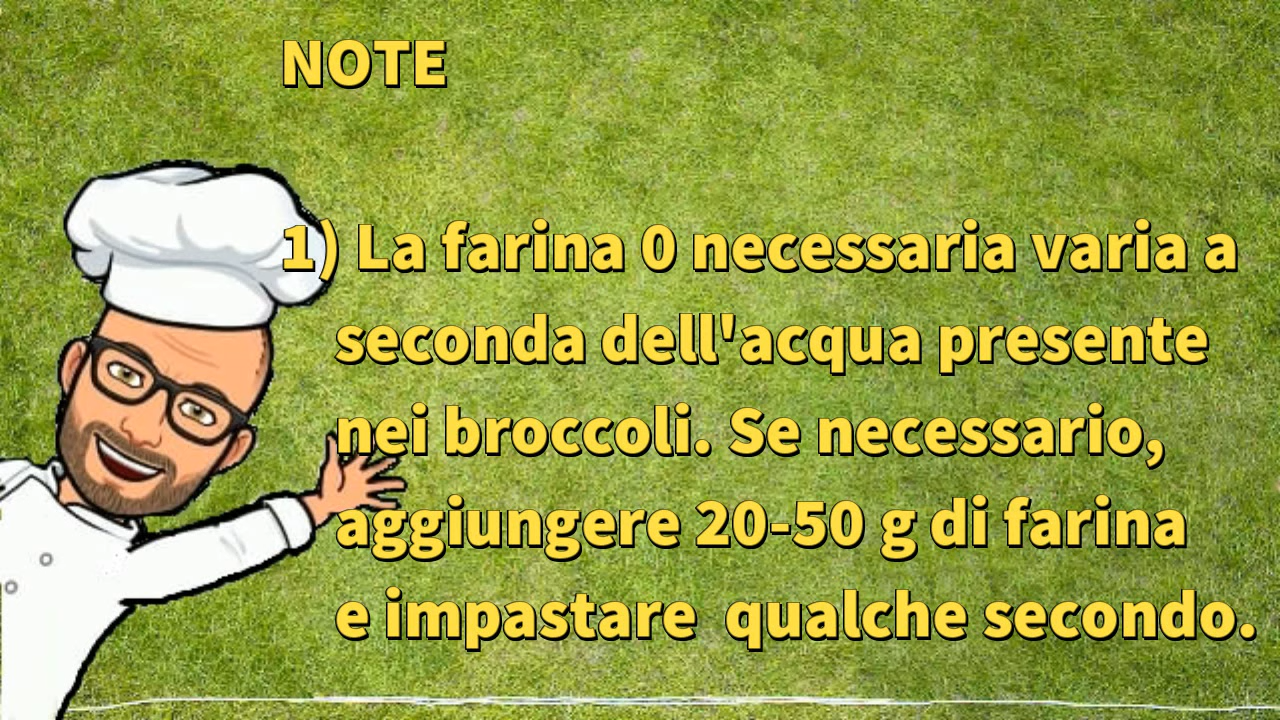 NOTE
1) La farina 0 necessaria varia a
seconda dell'acqua presente
nei broccoli. Se necessario,
aggiungere 20-50 g di farina
e impastare  qualche secondo.